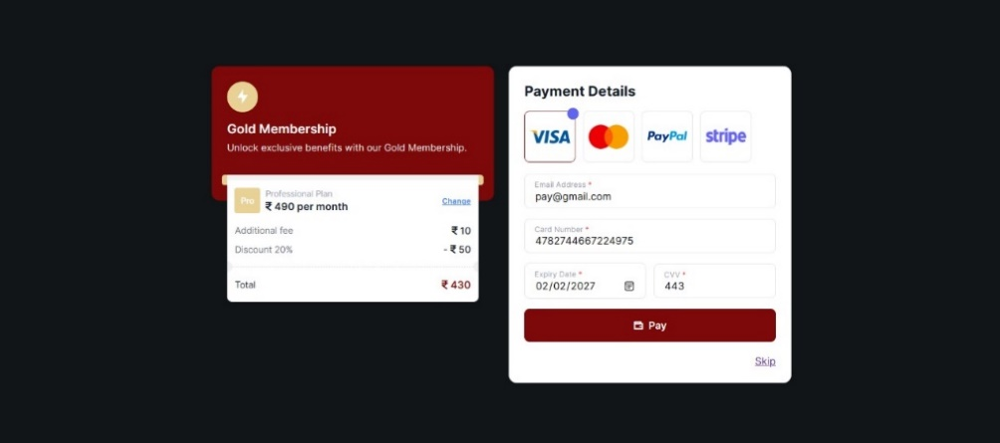 Gold Membership
Unlock exclusive benefits with our Gold Membership.
Pro
Professional Plan
₹ 490 per month
Change
Additional fee ₹ 10
Discount 20% - ₹ 50
Total ₹ 430
Payment Details
VISA PayPal stripe
Email Address *
pay@gmail.com
Card Number *
4782744667224975
Expiry Date * CVV *
02/02/2027 443
Pay
Skip